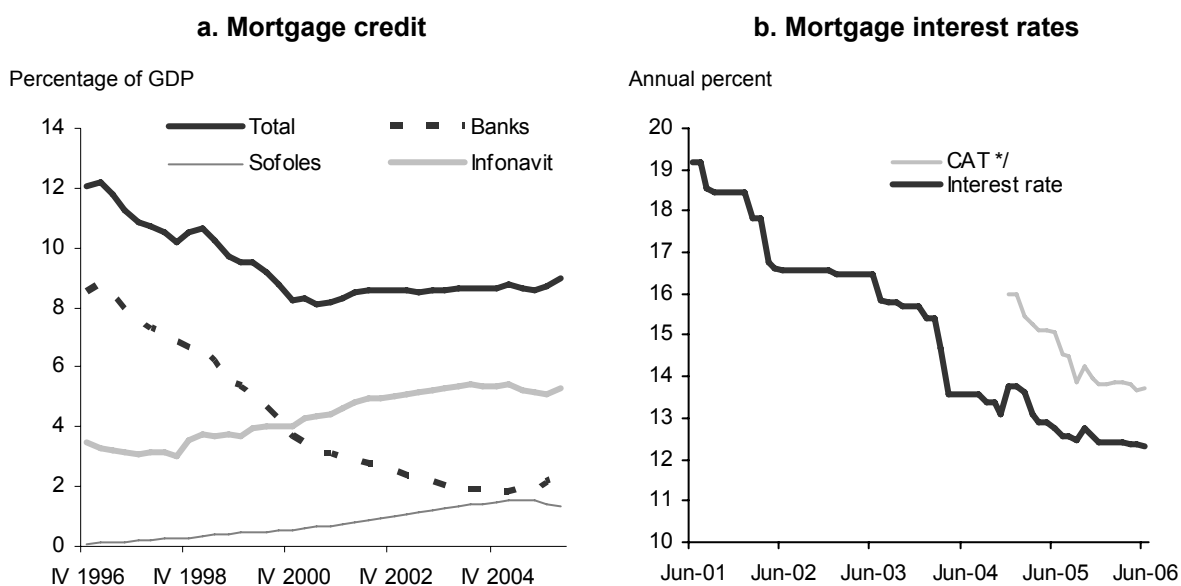 a. Mortgage credit
Percentage of GDP
Total
Banks
Sofoles
Infonavit
14
12
10
8
6
4
2
0
IV 1996
IV 1998
IV 2000
IV 2002
IV 2004
b. Mortgage interest rates
Annual percent
CAT */
Interest rate
20
19
18
17
16
15
14
13
12
11
10
Jun-01
Jun-02
Jun-03
Jun-04
Jun-05
Jun-06